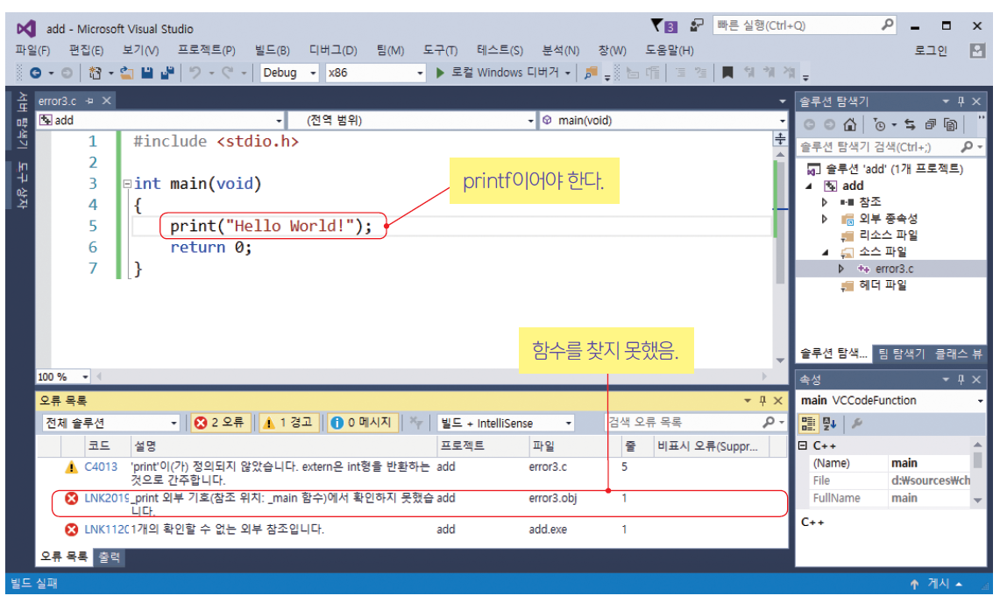 add - Microsoft Visual Studio
3
빠른 실행(Ctrl+Q)
파일(F) 편집(E) 보기(V) 프로젝트(P) 빌드(B) 디버그(D) 팀(M) 도구(T) 테스트(S) 분석(N) 창(W) 도움말(H)
로그인
Debug x86 로컬 Windows 디버거
서버 탐색기
도구 상자
error3.c
add (전역 범위) main(void)
1 #include <stdio.h>
2
3 int main(void)
4 {
5 print("Hello World!");
6 return 0;
7 }
printf이어야 한다.
함수를 찾지 못했음.
100 %
솔루션 탐색기
솔루션 탐색기 검색(Ctrl+;)
솔루션 'add' (1개 프로젝트)
add
참조
외부 종속성
리소스 파일
소스 파일
error3.c
헤더 파일
솔루션 탐색... 팀 탐색기 클래스 뷰
속성
main VCCodeFunction
C++
(Name) main
File d:₩sources₩ch
FullName main
C++
오류 목록
전체 솔루션 2 오류 1 경고 0 메시지 빌드 + IntelliSense 검색 오류 목록
코드 설명 프로젝트 파일 줄 비표시 오류(Suppr...
C4013 'print'이(가) 정의되지 않았습니다. extern은 int형을 반환하는 add error3.c 5
것으로 간주합니다.
LNK2019 _print 외부 기호(참조 위치: _main 함수)에서 확인하지 못했습 add error3.obj 1
니다.
LNK1120 1개의 확인할 수 없는 외부 참조입니다. add add.exe 1
오류 목록 출력
빌드 실패
게시